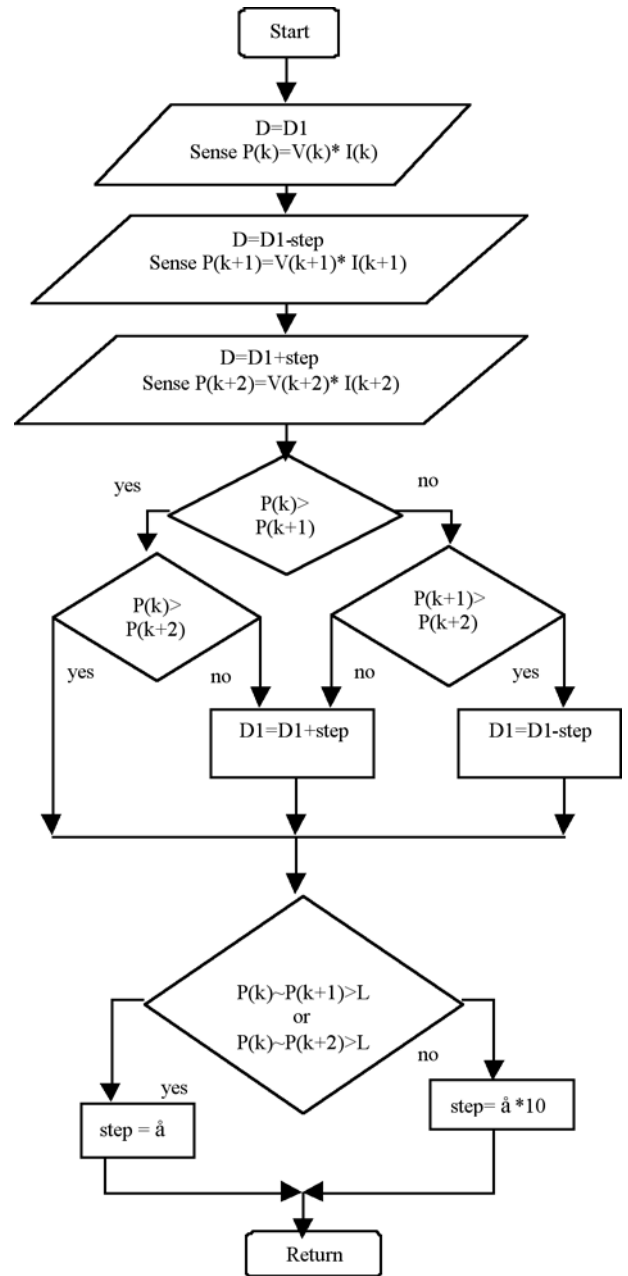 Start
D=D1
Sense P(k)=V(k)* I(k)
D=D1-step
Sense P(k+1)=V(k+1)* I(k+1)
D=D1+step
Sense P(k+2)=V(k+2)* I(k+2)
yes
no
P(k)>
P(k+1)
P(k)>
P(k+2)
P(k+1)>
P(k+2)
yes
no
no
yes
D1=D1+step
D1=D1-step
P(k)~P(k+1)>L
or
P(k)~P(k+2)>L
yes
no
step = å
step= å *10
Return